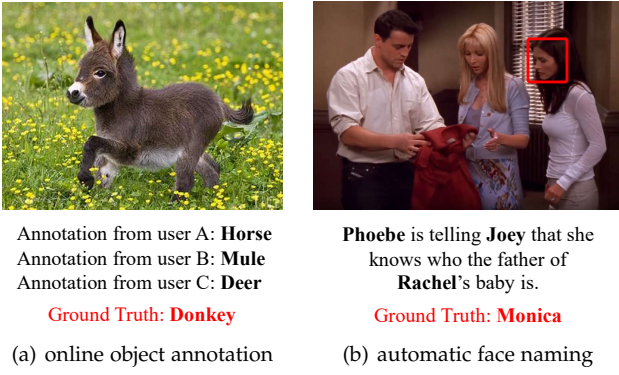 Annotation from user A: Horse
Annotation from user B: Mule
Annotation from user C: Deer
Ground Truth: Donkey
(a) online object annotation
Phoebe is telling Joey that she
knows who the father of
Rachel's baby is.
Ground Truth: Monica
(b) automatic face naming